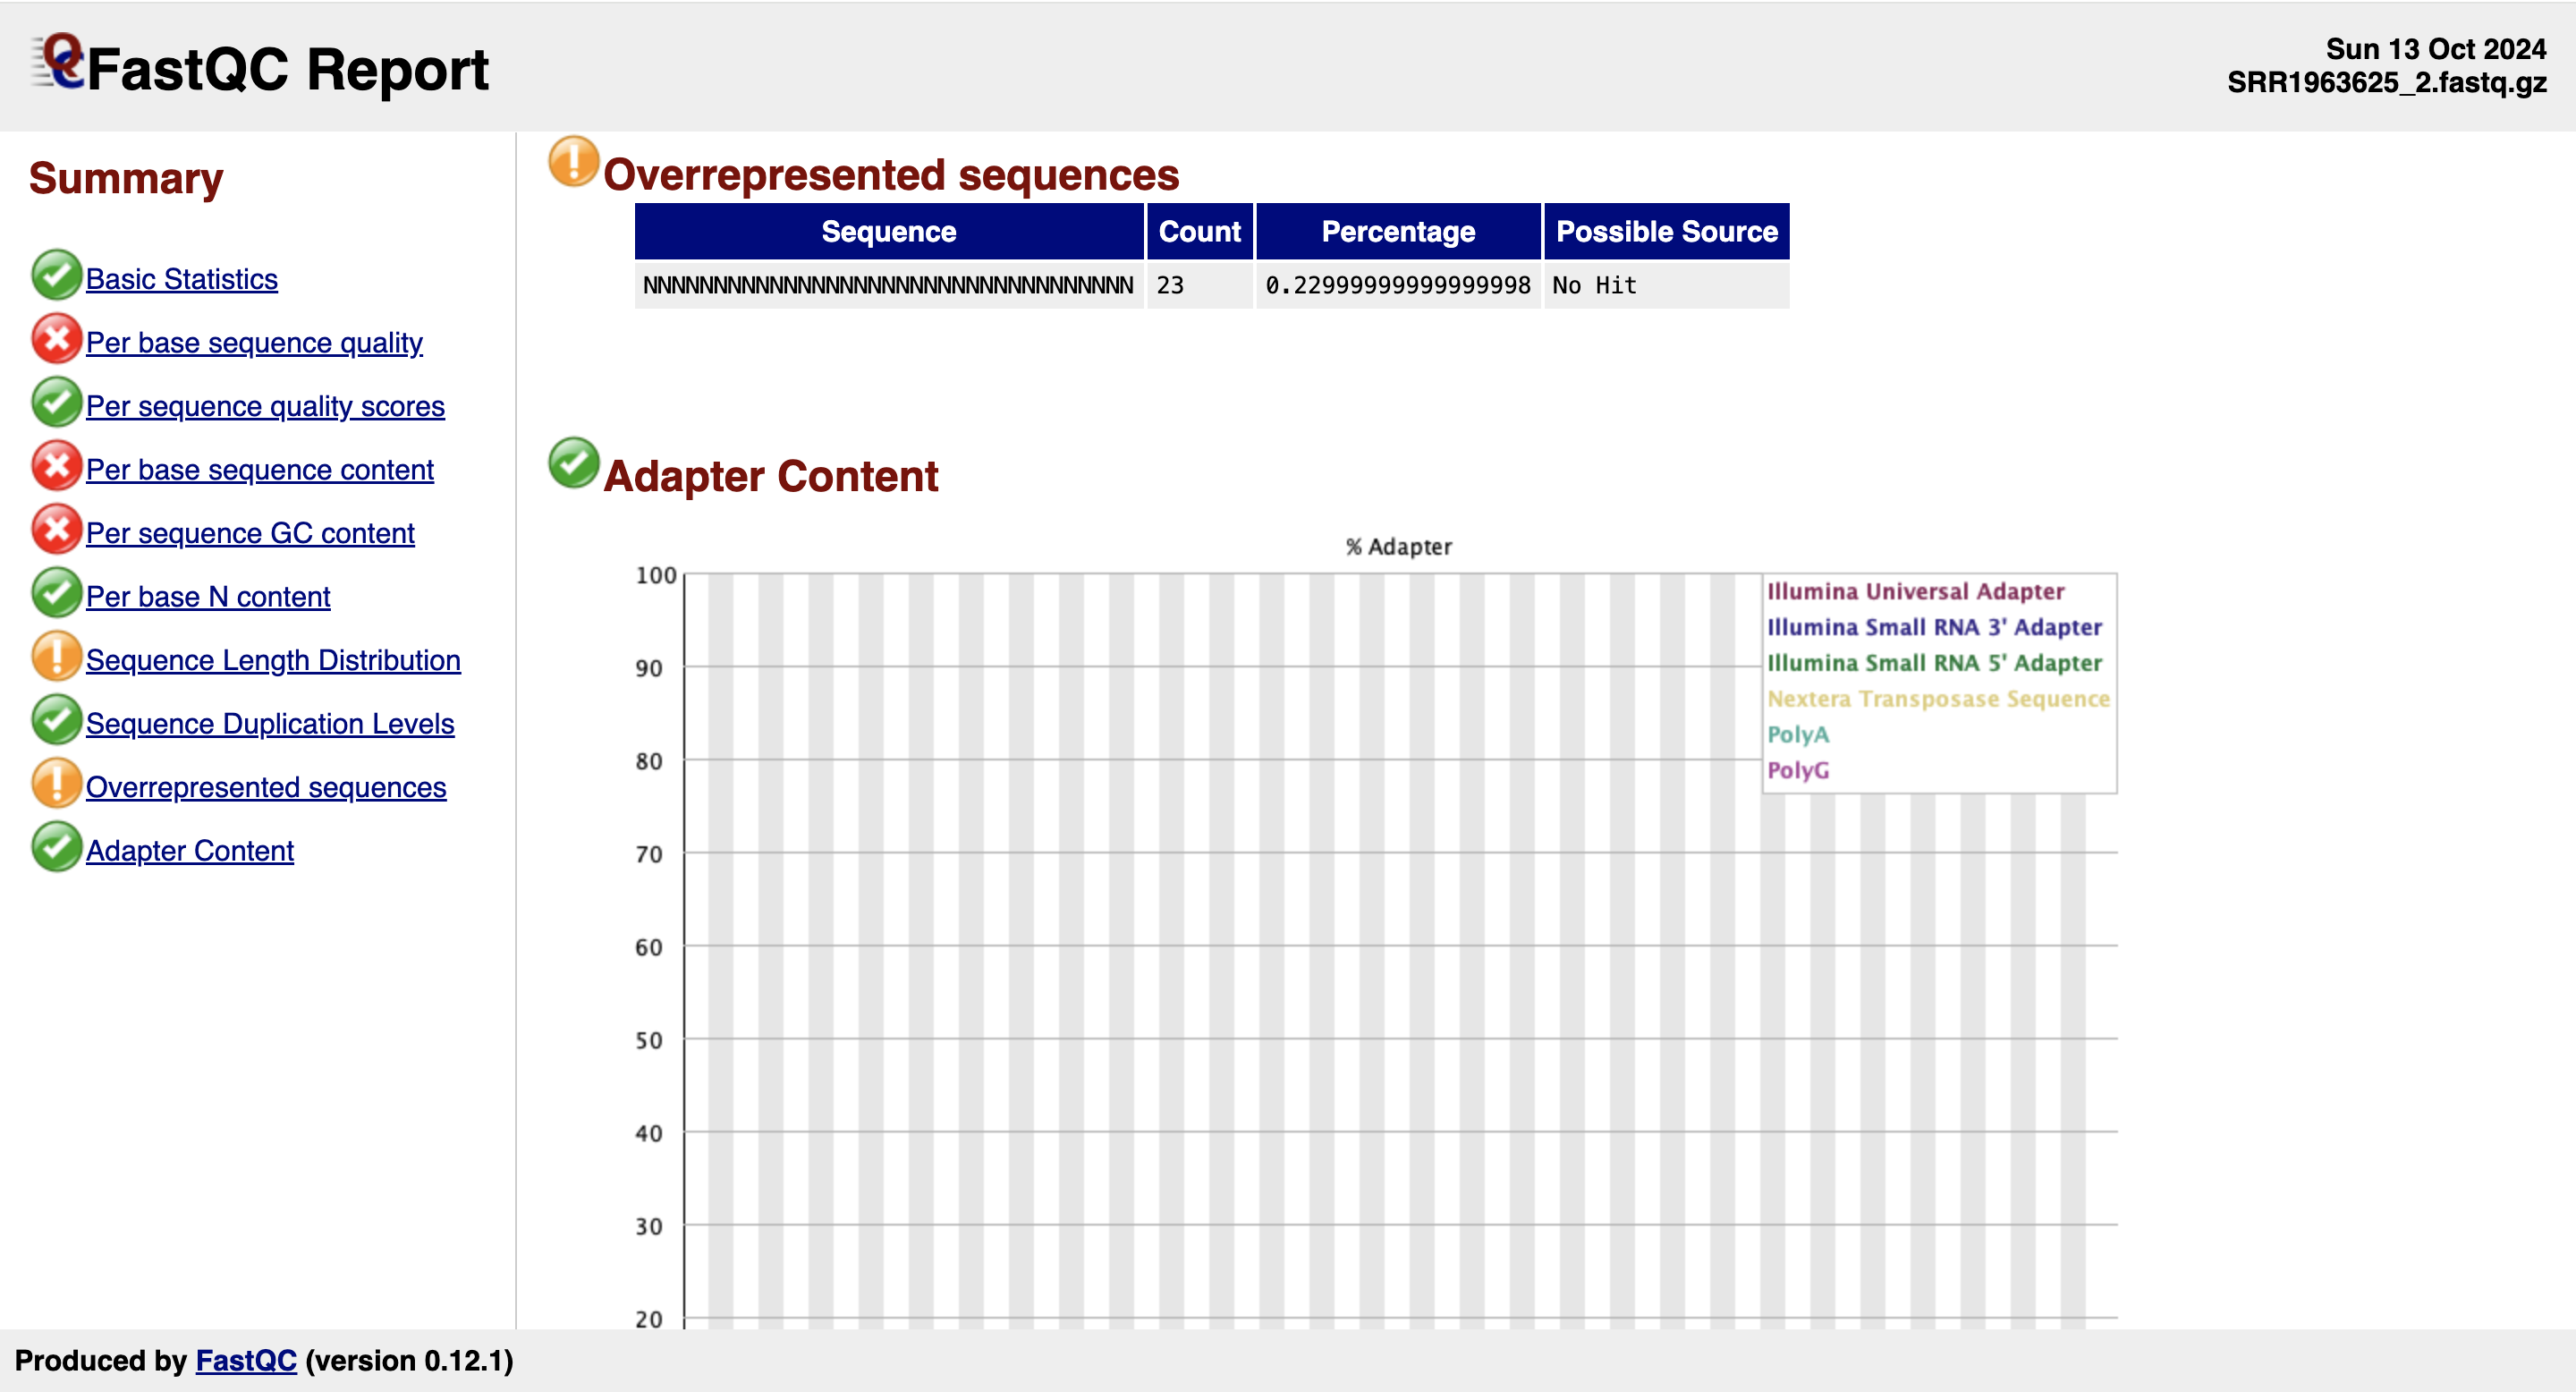 FastQC Report
Sun 13 Oct 2024
SRR1963625_2.fastq.gz
Summary
Basic Statistics
Per base sequence quality
Per sequence quality scores
Per base sequence content
Per sequence GC content
Per base N content
Sequence Length Distribution
Sequence Duplication Levels
Overrepresented sequences
Adapter Content
Overrepresented sequences
Sequence Count Percentage Possible Source
NNNNNNNNNNNNNNNNNNNNNNNNNNNNNNNNNNN 23 0.22999999999999998 No Hit
Adapter Content
% Adapter
100
90
80
70
60
50
40
30
20
Illumina Universal Adapter
Illumina Small RNA 3' Adapter
Illumina Small RNA 5' Adapter
Nextera Transposase Sequence
PolyA
PolyG
Produced by FastQC (version 0.12.1)